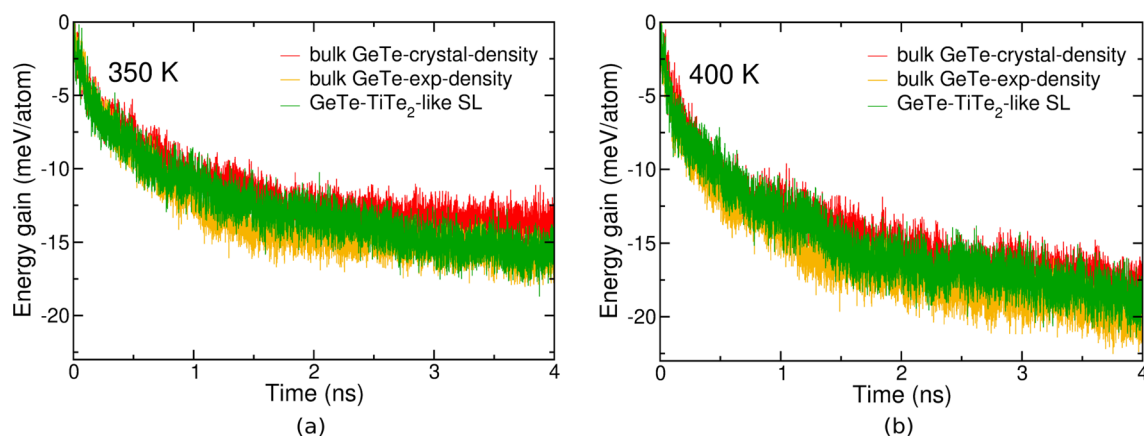 0
-5
-10
-15
-20
Energy gain (meV/atom)
350 K
bulk GeTe-crystal-density
bulk GeTe-exp-density
GeTe-TiTe₂-like SL
0 1 2 3 4
Time (ns)
(a)
0
-5
-10
-15
-20
Energy gain (meV/atom)
400 K
bulk GeTe-crystal-density
bulk GeTe-exp-density
GeTe-TiTe₂-like SL
0 1 2 3 4
Time (ns)
(b)